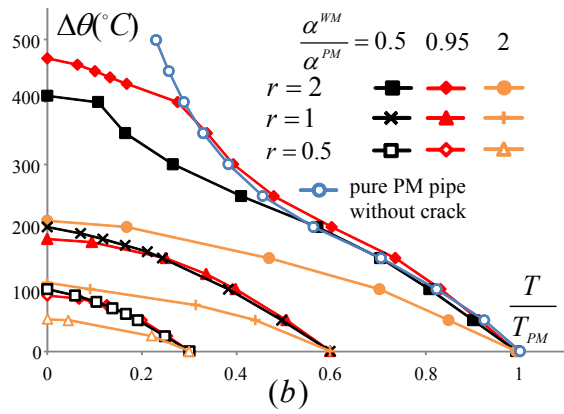 Δθ(°C)
500
400
300
200
100
0
0
0.2
0.4
0.6
0.8
1
T
T_PM
α^WM
α^PM
= 0.5 0.95 2
r = 2
r = 1
r = 0.5
pure PM pipe
without crack
(b)